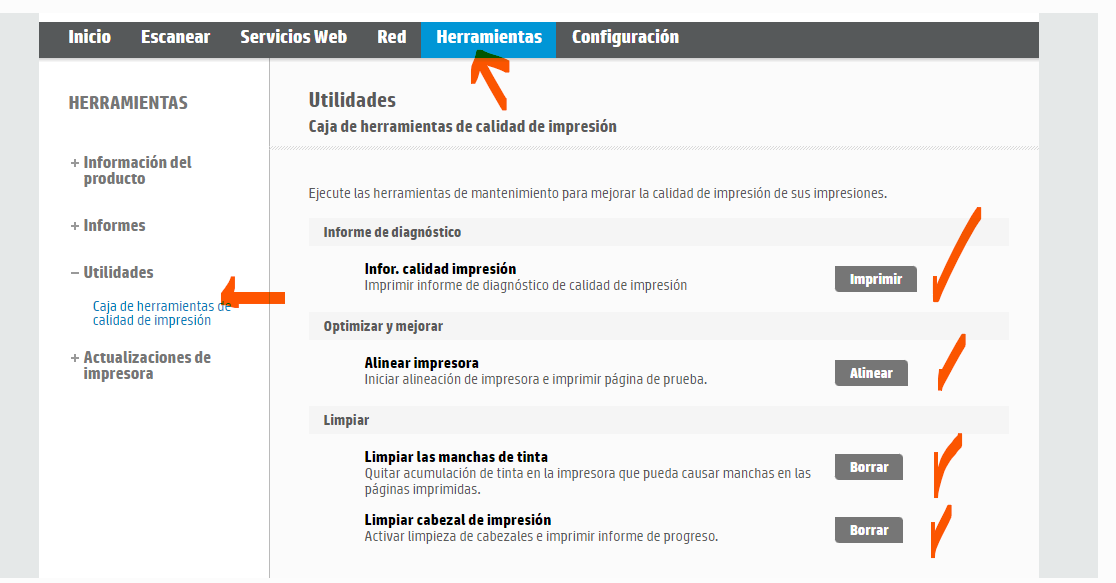 Inicio Escanear Servicios Web Red Herramientas Configuración
HERRAMIENTAS
+ Información del
producto
+ Informes
– Utilidades
Caja de herramientas de
calidad de impresión
+ Actualizaciones de
impresora
Utilidades
Caja de herramientas de calidad de impresión
Ejecute las herramientas de mantenimiento para mejorar la calidad de impresión de sus impresiones.
Informe de diagnóstico
Infor. calidad impresión
Imprimir informe de diagnóstico de calidad de impresión
Imprimir
Optimizar y mejorar
Alinear impresora
Iniciar alineación de impresora e imprimir página de prueba.
Alinear
Limpiar
Limpiar las manchas de tinta
Quitar acumulación de tinta en la impresora que pueda causar manchas en las
páginas imprimidas.
Borrar
Limpiar cabezal de impresión
Activar limpieza de cabezales e imprimir informe de progreso.
Borrar